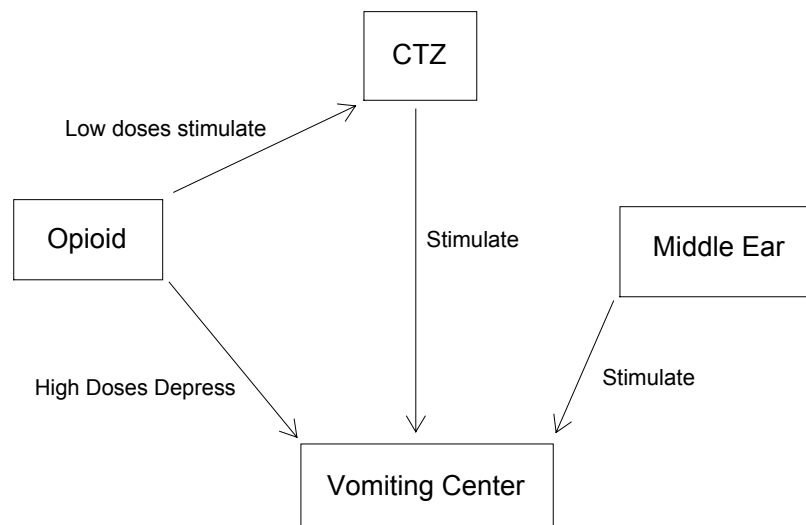 CTZ
Low doses stimulate
Opioid
Stimulate
Middle Ear
High Doses Depress
Stimulate
Vomiting Center